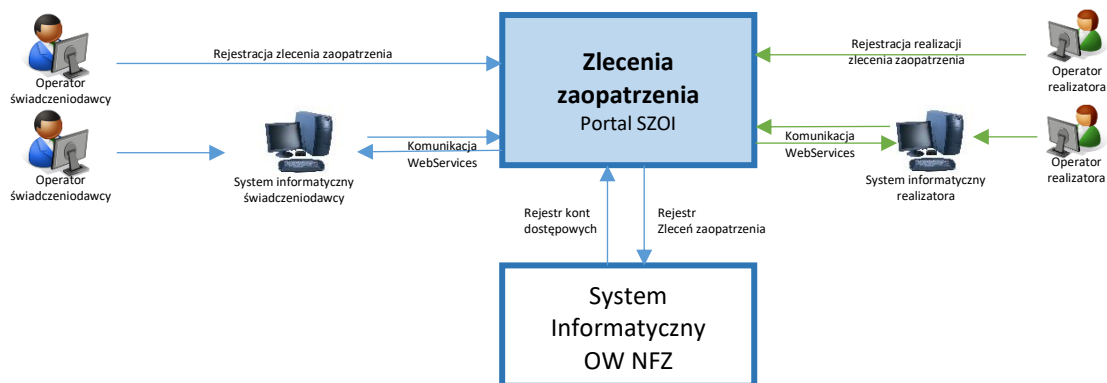 Operator
świadczeniodawcy
Rejestracja zlecenia zaopatrzenia
Zlecenia
zaopatrzenia
Portal SZOI
Rejestracja realizacji
zlecenia zaopatrzenia
Operator
realizatora
Operator
świadczeniodawcy
System informatyczny
świadczeniodawcy
Komunikacja
WebServices
Komunikacja
WebServices
System informatyczny
realizatora
Operator
realizatora
Rejestr kont
dostępowych
Rejestr
Zleceń zaopatrzenia
System
Informatyczny
OW NFZ